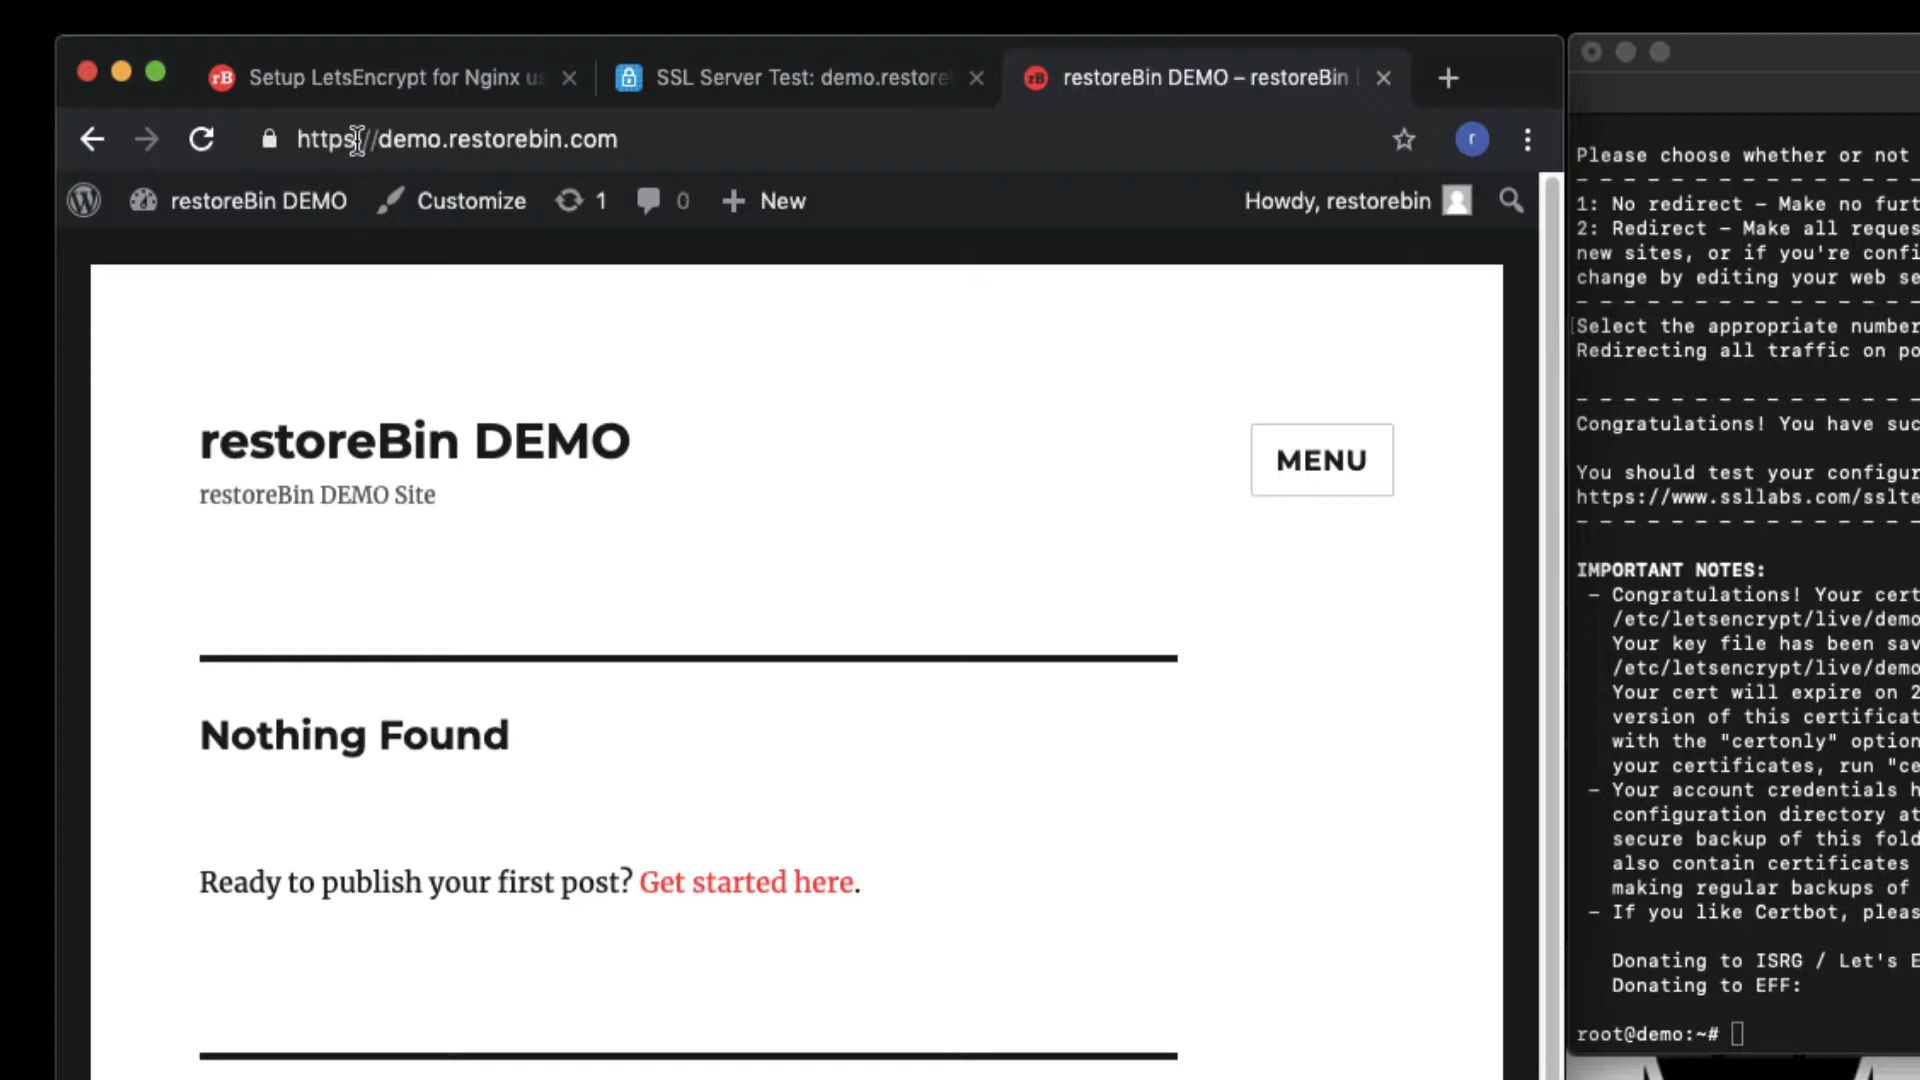 Setup LetsEncrypt for Nginx us
SSL Server Test: demo.restore
restoreBin DEMO – restoreBin
https://demo.restorebin.com
r
restoreBin DEMO
Customize
1
0
New
Howdy, restorebin
restoreBin DEMO
restoreBin DEMO Site
MENU
Nothing Found
Ready to publish your first post? Get started here.
Please choose whether or not
- - - - - - - - - - - - - - -
1: No redirect - Make no furt
2: Redirect - Make all reques
new sites, or if you're confi
change by editing your web se
- - - - - - - - - - - - - - -
Select the appropriate number
Redirecting all traffic on po
- - - - - - - - - - - - - - -
Congratulations! You have suc
You should test your configur
https://www.ssllabs.com/sslte
- - - - - - - - - - - - - - -
IMPORTANT NOTES:
- Congratulations! Your cert
/etc/letsencrypt/live/demo
Your key file has been sav
/etc/letsencrypt/live/demo
Your cert will expire on 2
version of this certificat
with the "certonly" option
your certificates, run "ce
- Your account credentials h
configuration directory at
secure backup of this fold
also contain certificates
making regular backups of
- If you like Certbot, pleas
Donating to ISRG / Let's E
Donating to EFF:
root@demo:~#